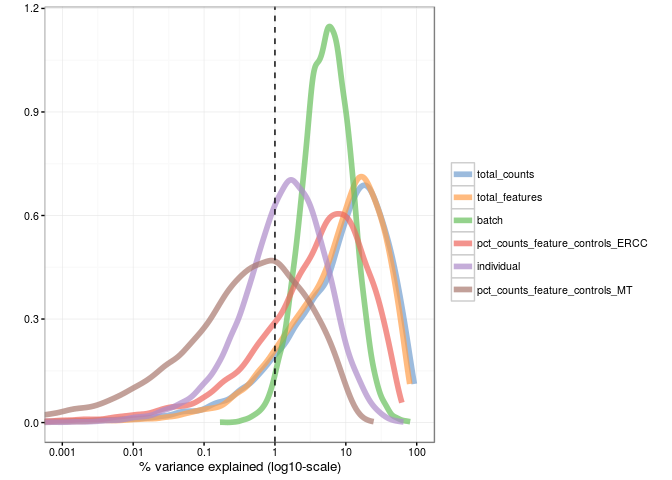 1.2
0.9
0.6
0.3
0.0
0.001 0.01 0.1 1 10 100
% variance explained (log10-scale)
total_counts
total_features
batch
pct_counts_feature_controls_ERCC
individual
pct_counts_feature_controls_MT